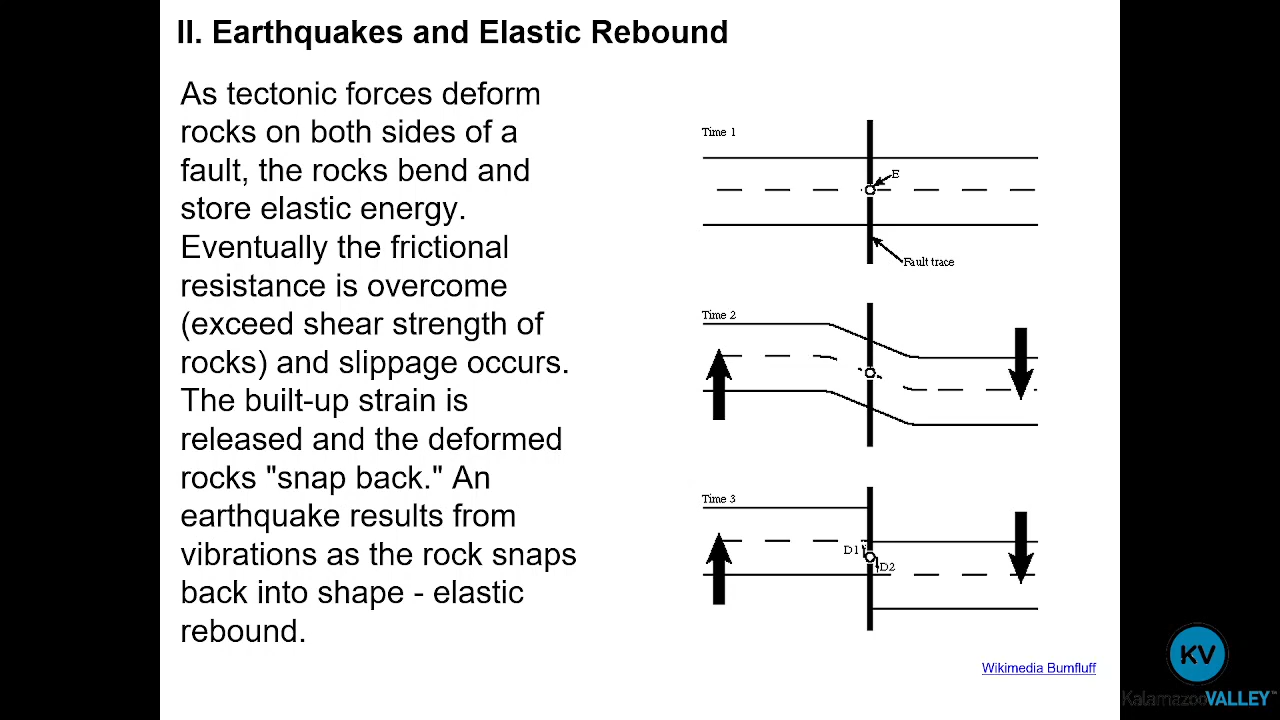 II. Earthquakes and Elastic Rebound
As tectonic forces deform
rocks on both sides of a
fault, the rocks bend and
store elastic energy.
Eventually the frictional
resistance is overcome
(exceed shear strength of
rocks) and slippage occurs.
The built-up strain is
released and the deformed
rocks "snap back." An
earthquake results from
vibrations as the rock snaps
back into shape - elastic
rebound.
Time 1
E
Fault trace
Time 2
Time 3
D1
D2
Wikimedia Bumfluff
KV
KalamazooVALLEY™